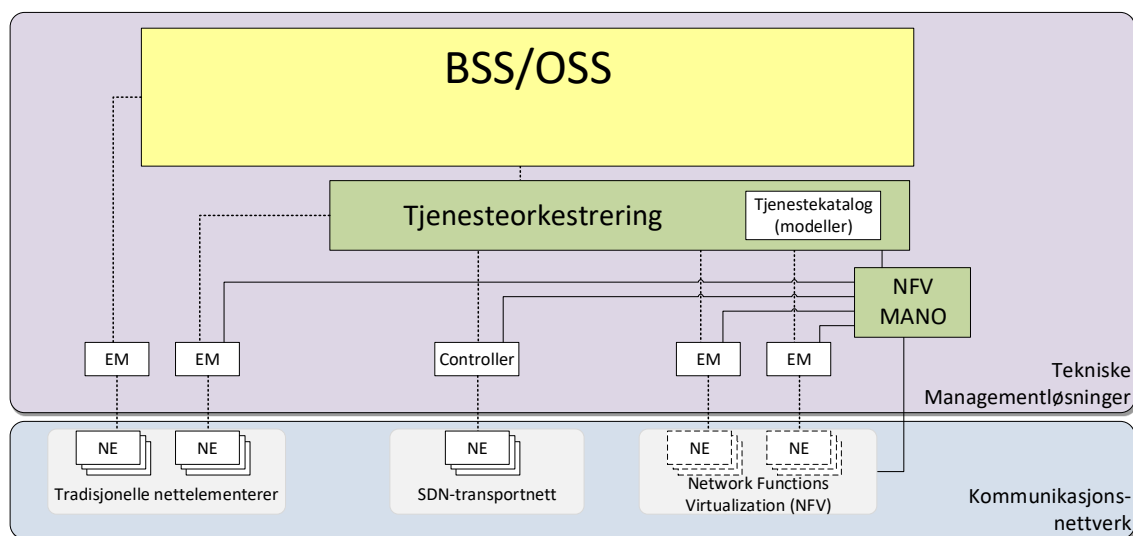 BSS/OSS
Tjenesteorkestrering
Tjenestekatalog
(modeller)
NFV
MANO
EM
EM
Controller
EM
EM
Tekniske
Managementløsninger
NE
NE
NE
NE
NE
Tradisjonelle nettelementerer
SDN-transportnett
Network Functions
Virtualization (NFV)
Kommunikasjons-
nettverk